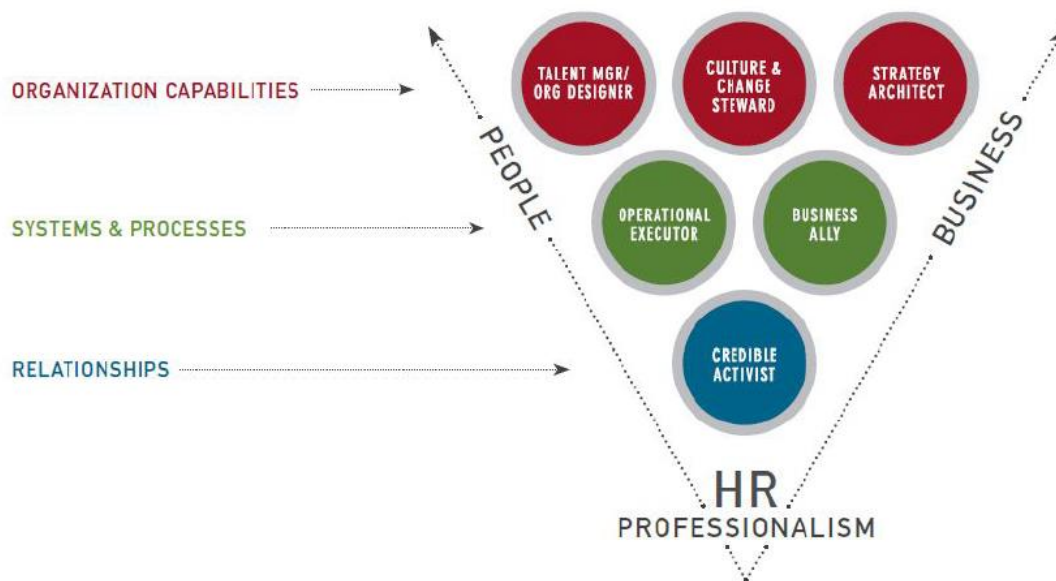 ORGANIZATION CAPABILITIES
TALENT MGR/
ORG DESIGNER
CULTURE &
CHANGE
STEWARD
STRATEGY
ARCHITECT
PEOPLE
BUSINESS
SYSTEMS & PROCESSES
OPERATIONAL
EXECUTOR
BUSINESS
ALLY
RELATIONSHIPS
CREDIBLE
ACTIVIST
HR
PROFESSIONALISM